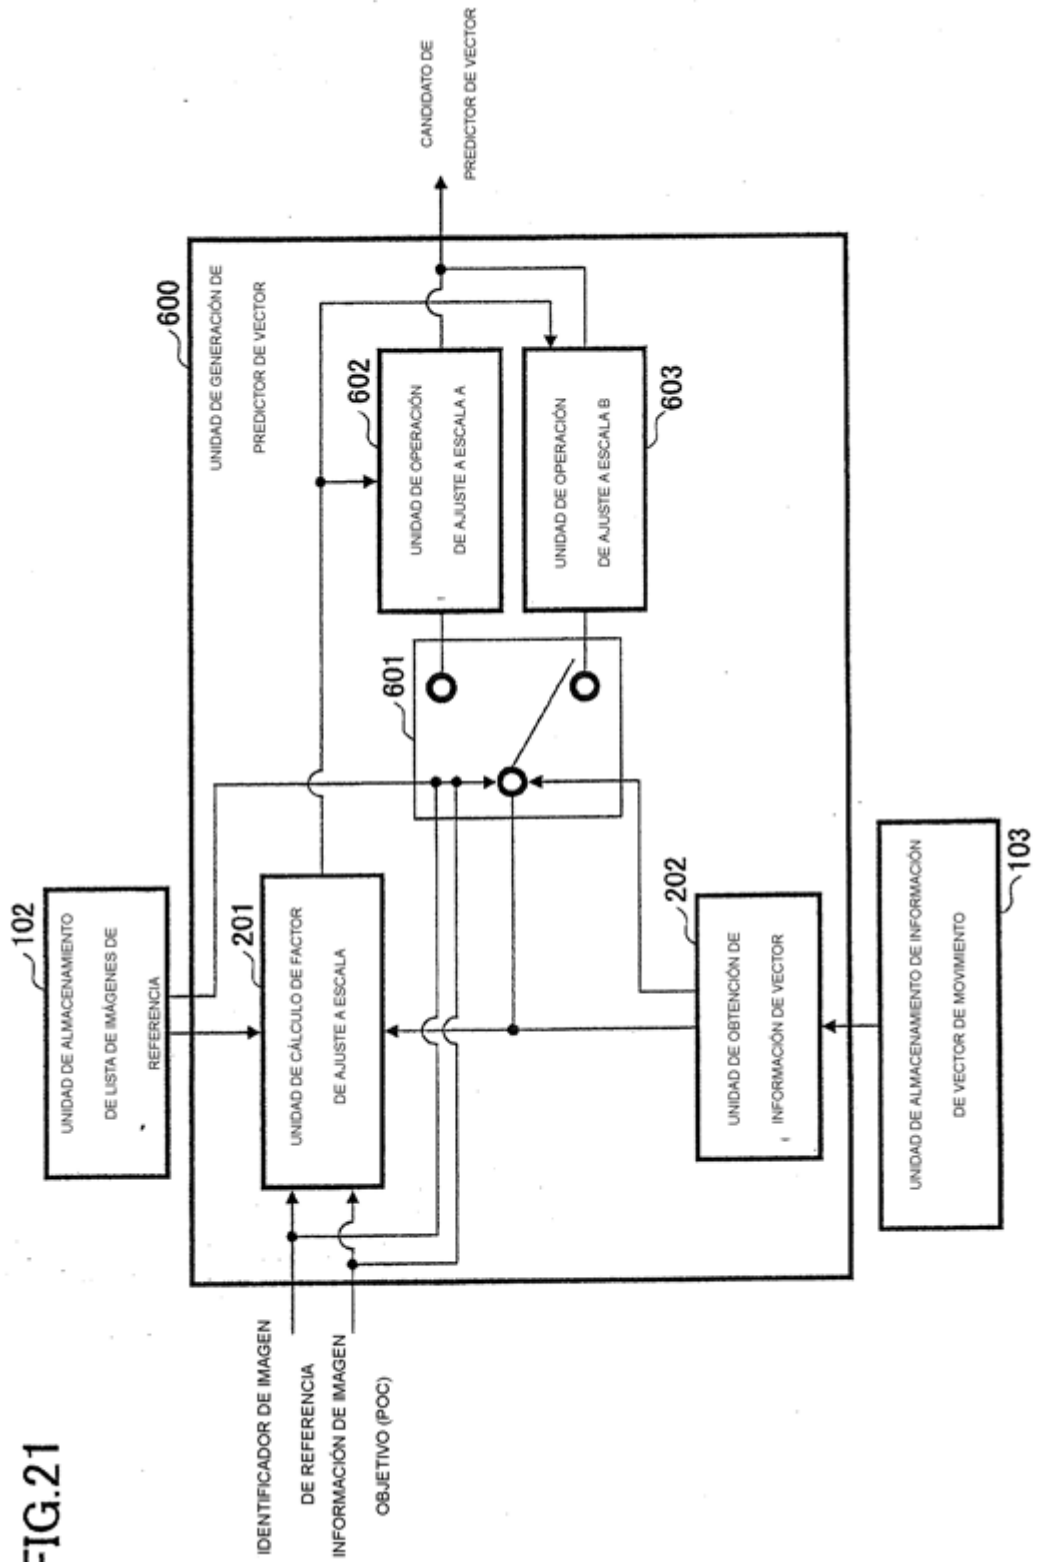 FIG.21
102
UNIDAD DE ALMACENAMIENTO
DE LISTA DE IMÁGENES DE
REFERENCIA
600
UNIDAD DE GENERACIÓN DE
PREDICTOR DE VECTOR
IDENTIFICADOR DE IMAGEN
DE REFERENCIA
INFORMACIÓN DE IMAGEN
OBJETIVO (POC)
201
UNIDAD DE CÁLCULO DE FACTOR
DE AJUSTE A ESCALA
601
602
UNIDAD DE OPERACIÓN
DE AJUSTE A ESCALA A
CANDIDATO DE
PREDICTOR DE VECTOR
UNIDAD DE OPERACIÓN
DE AJUSTE A ESCALA B
603
202
UNIDAD DE OBTENCIÓN DE
INFORMACIÓN DE VECTOR
UNIDAD DE ALMACENAMIENTO DE INFORMACIÓN
DE VECTOR DE MOVIMIENTO
103